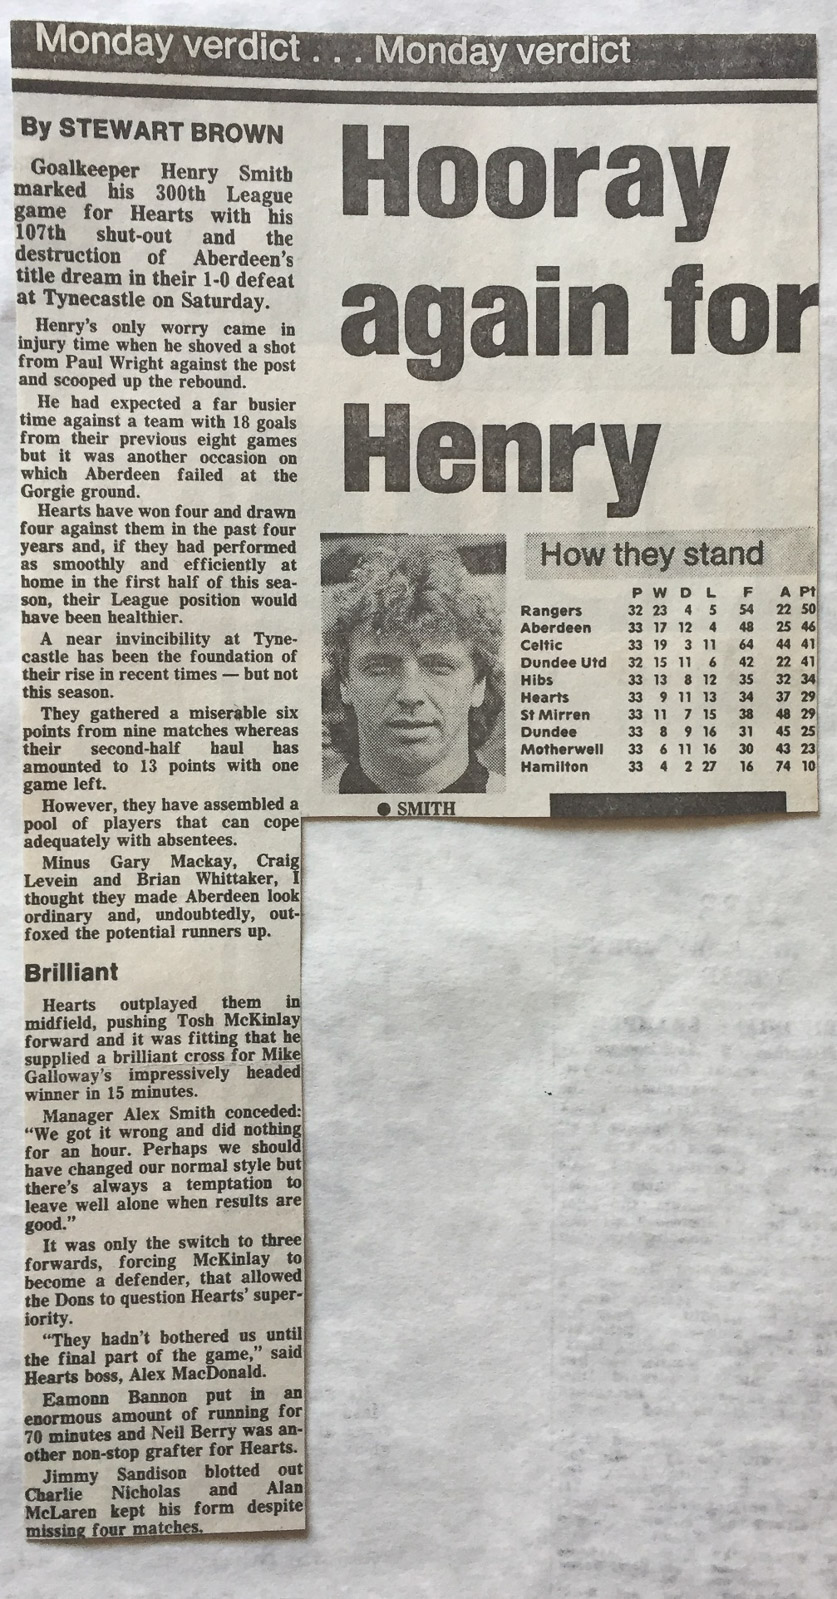 Monday verdict . . . Monday verdict
By STEWART BROWN
Goalkeeper Henry Smith
marked his 300th League
game for Hearts with his
107th shut-out and the
destruction of Aberdeen's
title dream in their 1-0 defeat
at Tynecastle on Saturday.
Henry's only worry came in
injury time when he shoved a shot
from Paul Wright against the post
and scooped up the rebound.
He had expected a far busier
time against a team with 18 goals
from their previous eight games
but it was another occasion on
which Aberdeen failed at the
Gorgie ground.
Hearts have won four and drawn
four against them in the past four
years and, if they had performed
as smoothly and efficiently at
home in the first half of this sea-
son, their League position would
have been healthier.
A near invincibility at Tyne-
castle has been the foundation of
their rise in recent times — but not
this season.
They gathered a miserable six
points from nine matches whereas
their second-half haul has
amounted to 13 points with one
game left.
However, they have assembled a
pool of players that can cope
adequately with absentees.
Minus Gary Mackay, Craig
Levein and Brian Whittaker, I
thought they made Aberdeen look
ordinary and, undoubtedly, out-
foxed the potential runners up.
Brilliant
Hearts outplayed them in
midfield, pushing Tosh McKinlay
forward and it was fitting that he
supplied a brilliant cross for Mike
Galloway's impressively headed
winner in 15 minutes.
Manager Alex Smith conceded:
“We got it wrong and did nothing
for an hour. Perhaps we should
have changed our normal style but
there's always a temptation to
leave well alone when results are
good.”
It was only the switch to three
forwards, forcing McKinlay to
become a defender, that allowed
the Dons to question Hearts' super-
iority.
“They hadn't bothered us until
the final part of the game,” said
Hearts boss, Alex MacDonald.
Eamonn Bannon put in an
enormous amount of running for
70 minutes and Neil Berry was an-
other non-stop grafter for Hearts.
Jimmy Sandison blotted out
Charlie Nicholas and Alan
McLaren kept his form despite
missing four matches.
Hooray
again for
Henry
● SMITH
How they stand
P W D L F A Pt
Rangers 32 23 4 5 54 22 50
Aberdeen 33 17 12 4 48 25 46
Celtic 33 19 3 11 64 44 41
Dundee Utd 32 15 11 6 42 22 41
Hibs 33 13 8 12 35 32 34
Hearts 33 9 11 13 34 37 29
St Mirren 33 11 7 15 38 48 29
Dundee 33 8 9 16 31 45 25
Motherwell 33 6 11 16 30 43 23
Hamilton 33 4 2 27 16 74 10